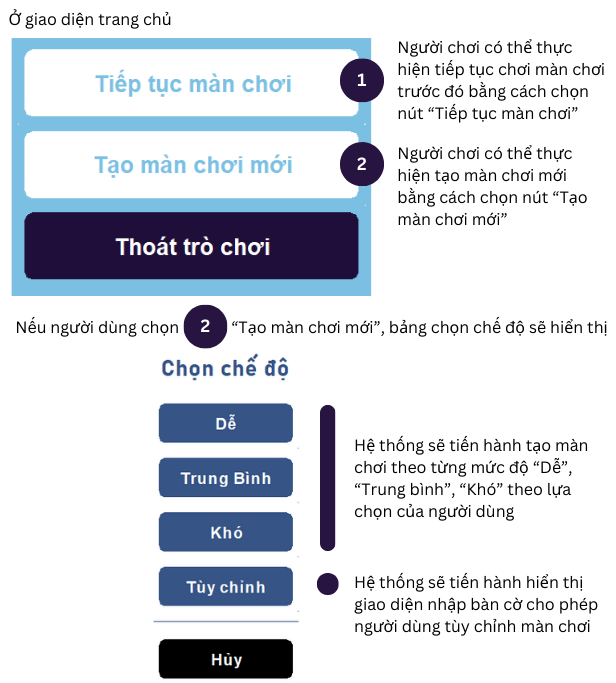 Ở giao diện trang chủ
Tiếp tục màn chơi
1
Người chơi có thể thực
hiện tiếp tục chơi màn chơi
trước đó bằng cách chọn
nút “Tiếp tục màn chơi”
Tạo màn chơi mới
2
Người chơi có thể thực
hiện tạo màn chơi mới
bằng cách chọn nút “Tạo
màn chơi mới”
Thoát trò chơi
Nếu người dùng chọn 2 “Tạo màn chơi mới”, bảng chọn chế độ sẽ hiển thị
Chọn chế độ
Dễ
Trung Bình
Khó
Hệ thống sẽ tiến hành tạo màn
chơi theo từng mức độ “Dễ”,
“Trung bình”, “Khó” theo lựa
chọn của người dùng
Tùy chỉnh
Hệ thống sẽ tiến hành hiển thị
giao diện nhập bàn cờ cho phép
người dùng tùy chỉnh màn chơi
Hủy